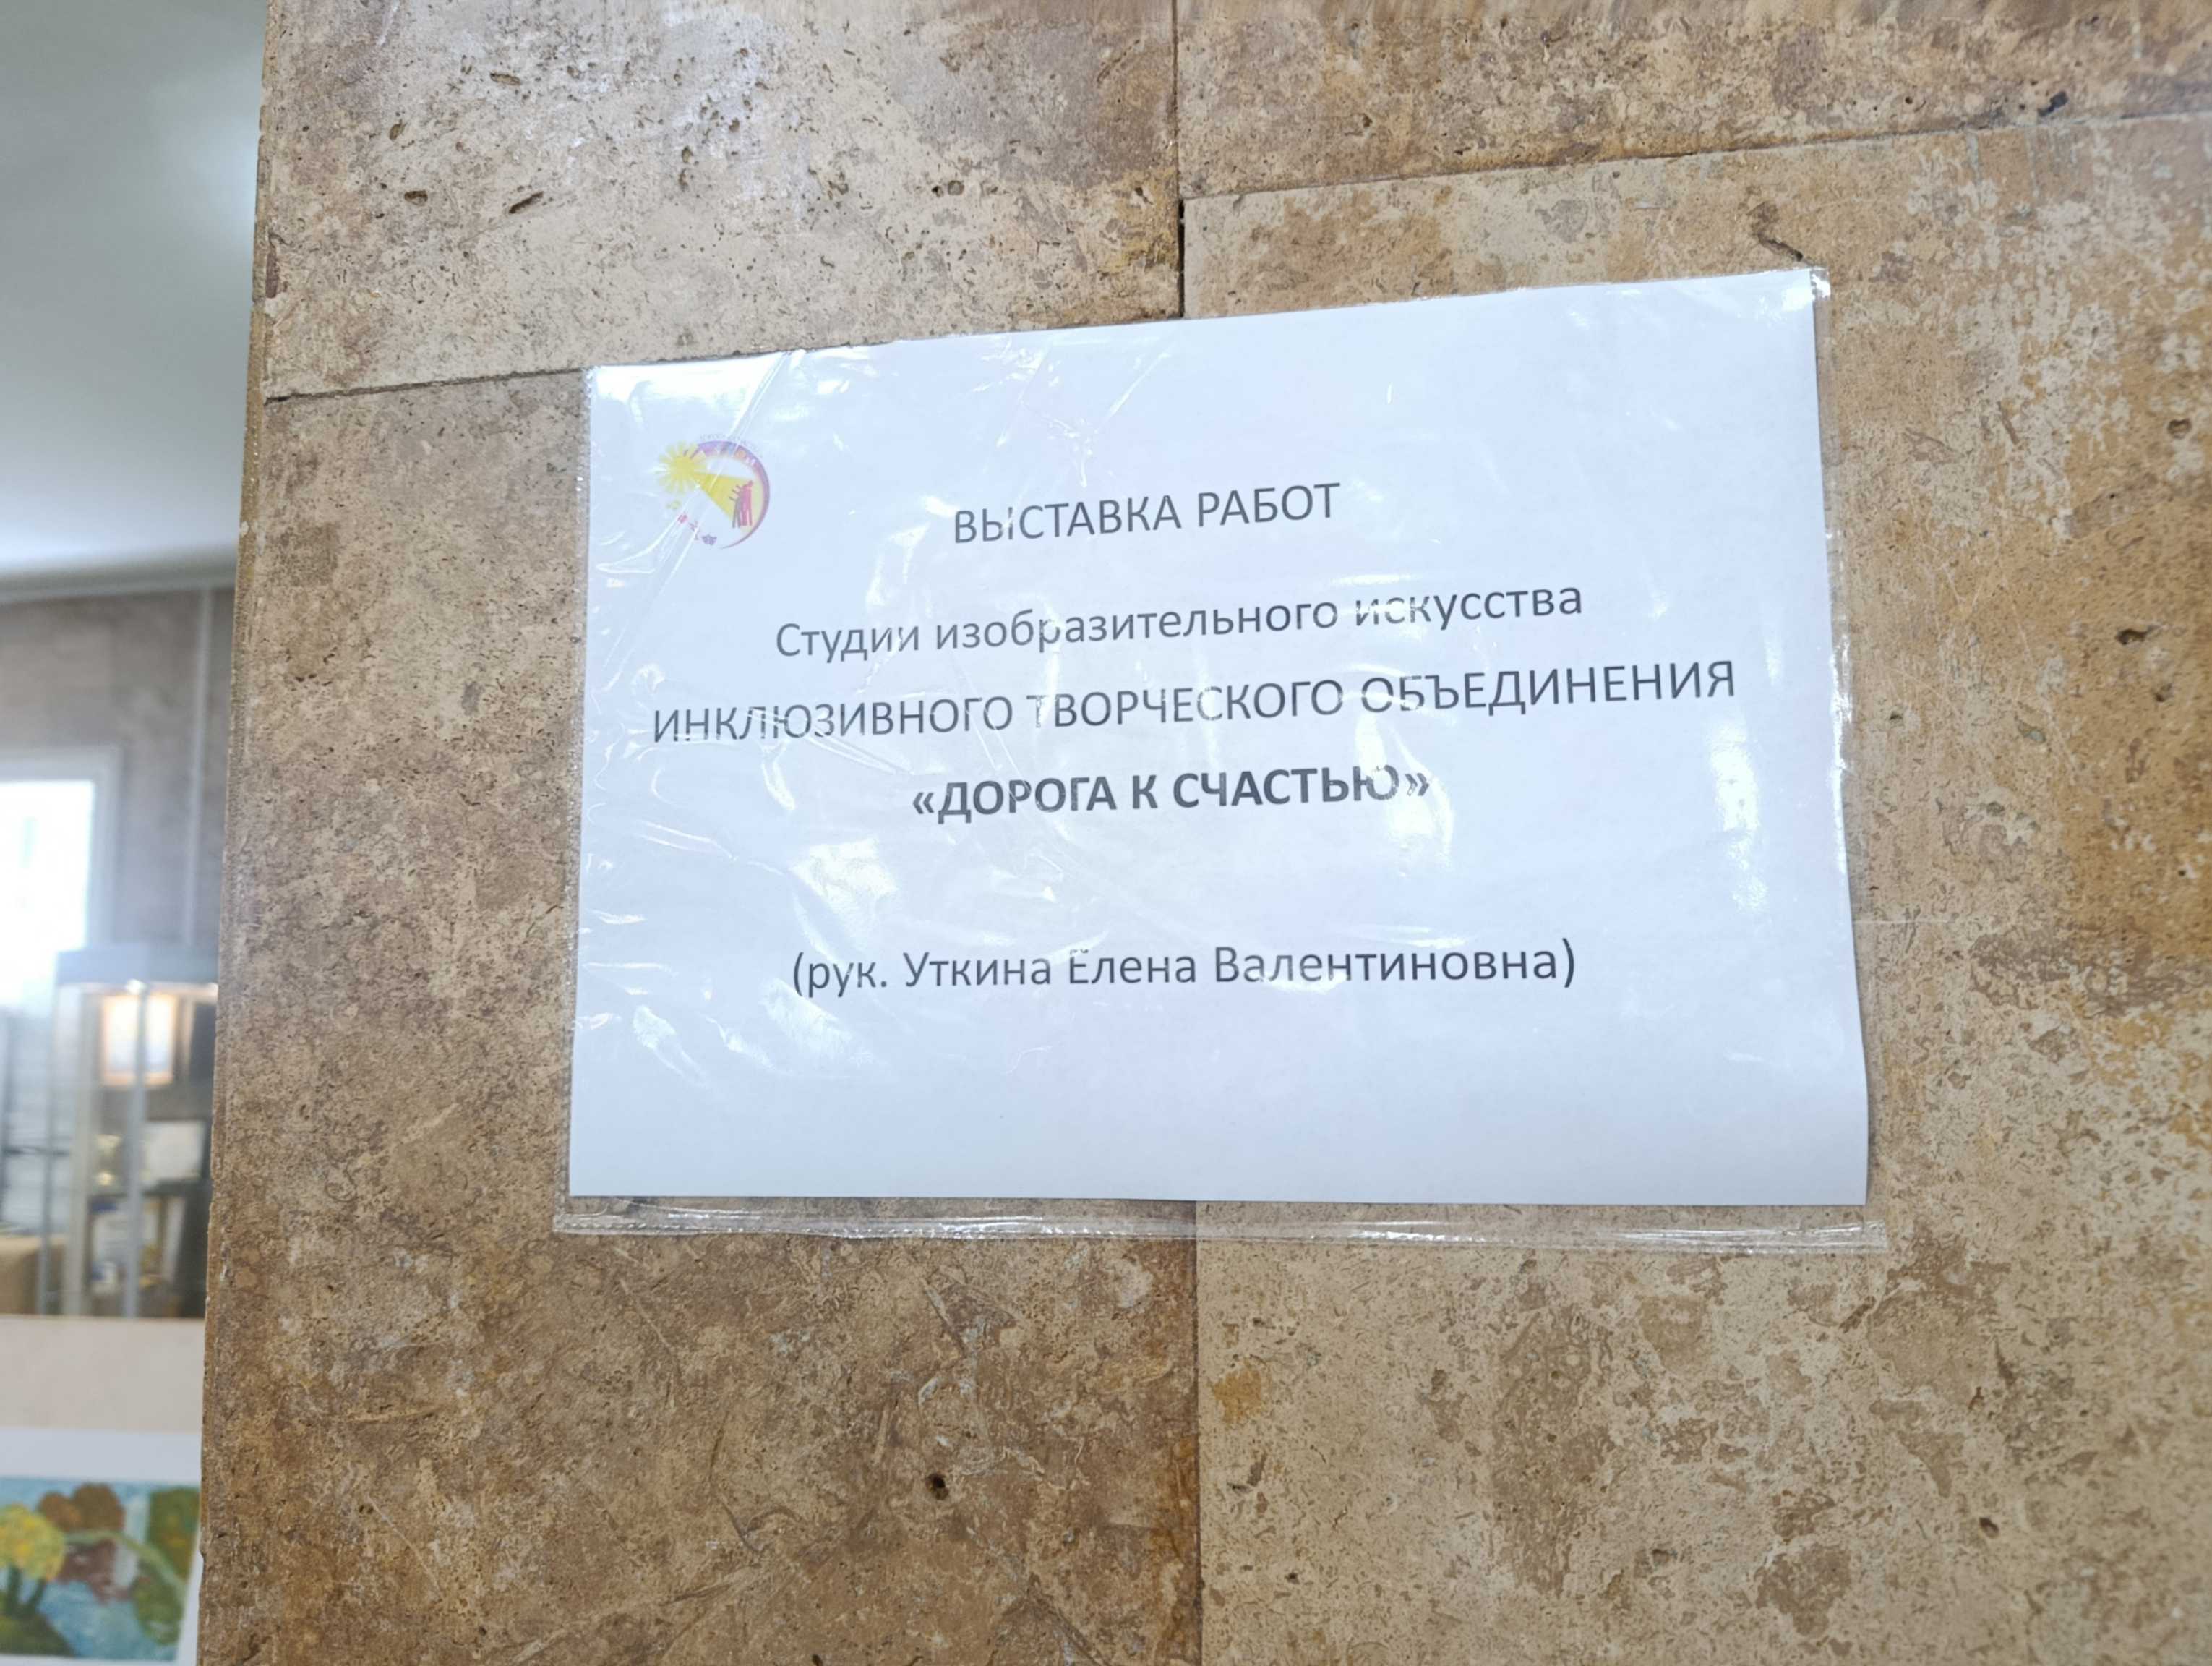 ВЫСТАВКА РАБОТ
Студии изобразительного искусства
ИНКЛЮЗИВНОГО ТВОРЧЕСКОГО ОБЪЕДИНЕНИЯ
«ДОРОГА К СЧАСТЬЮ»
(рук. Уткина Елена Валентиновна)